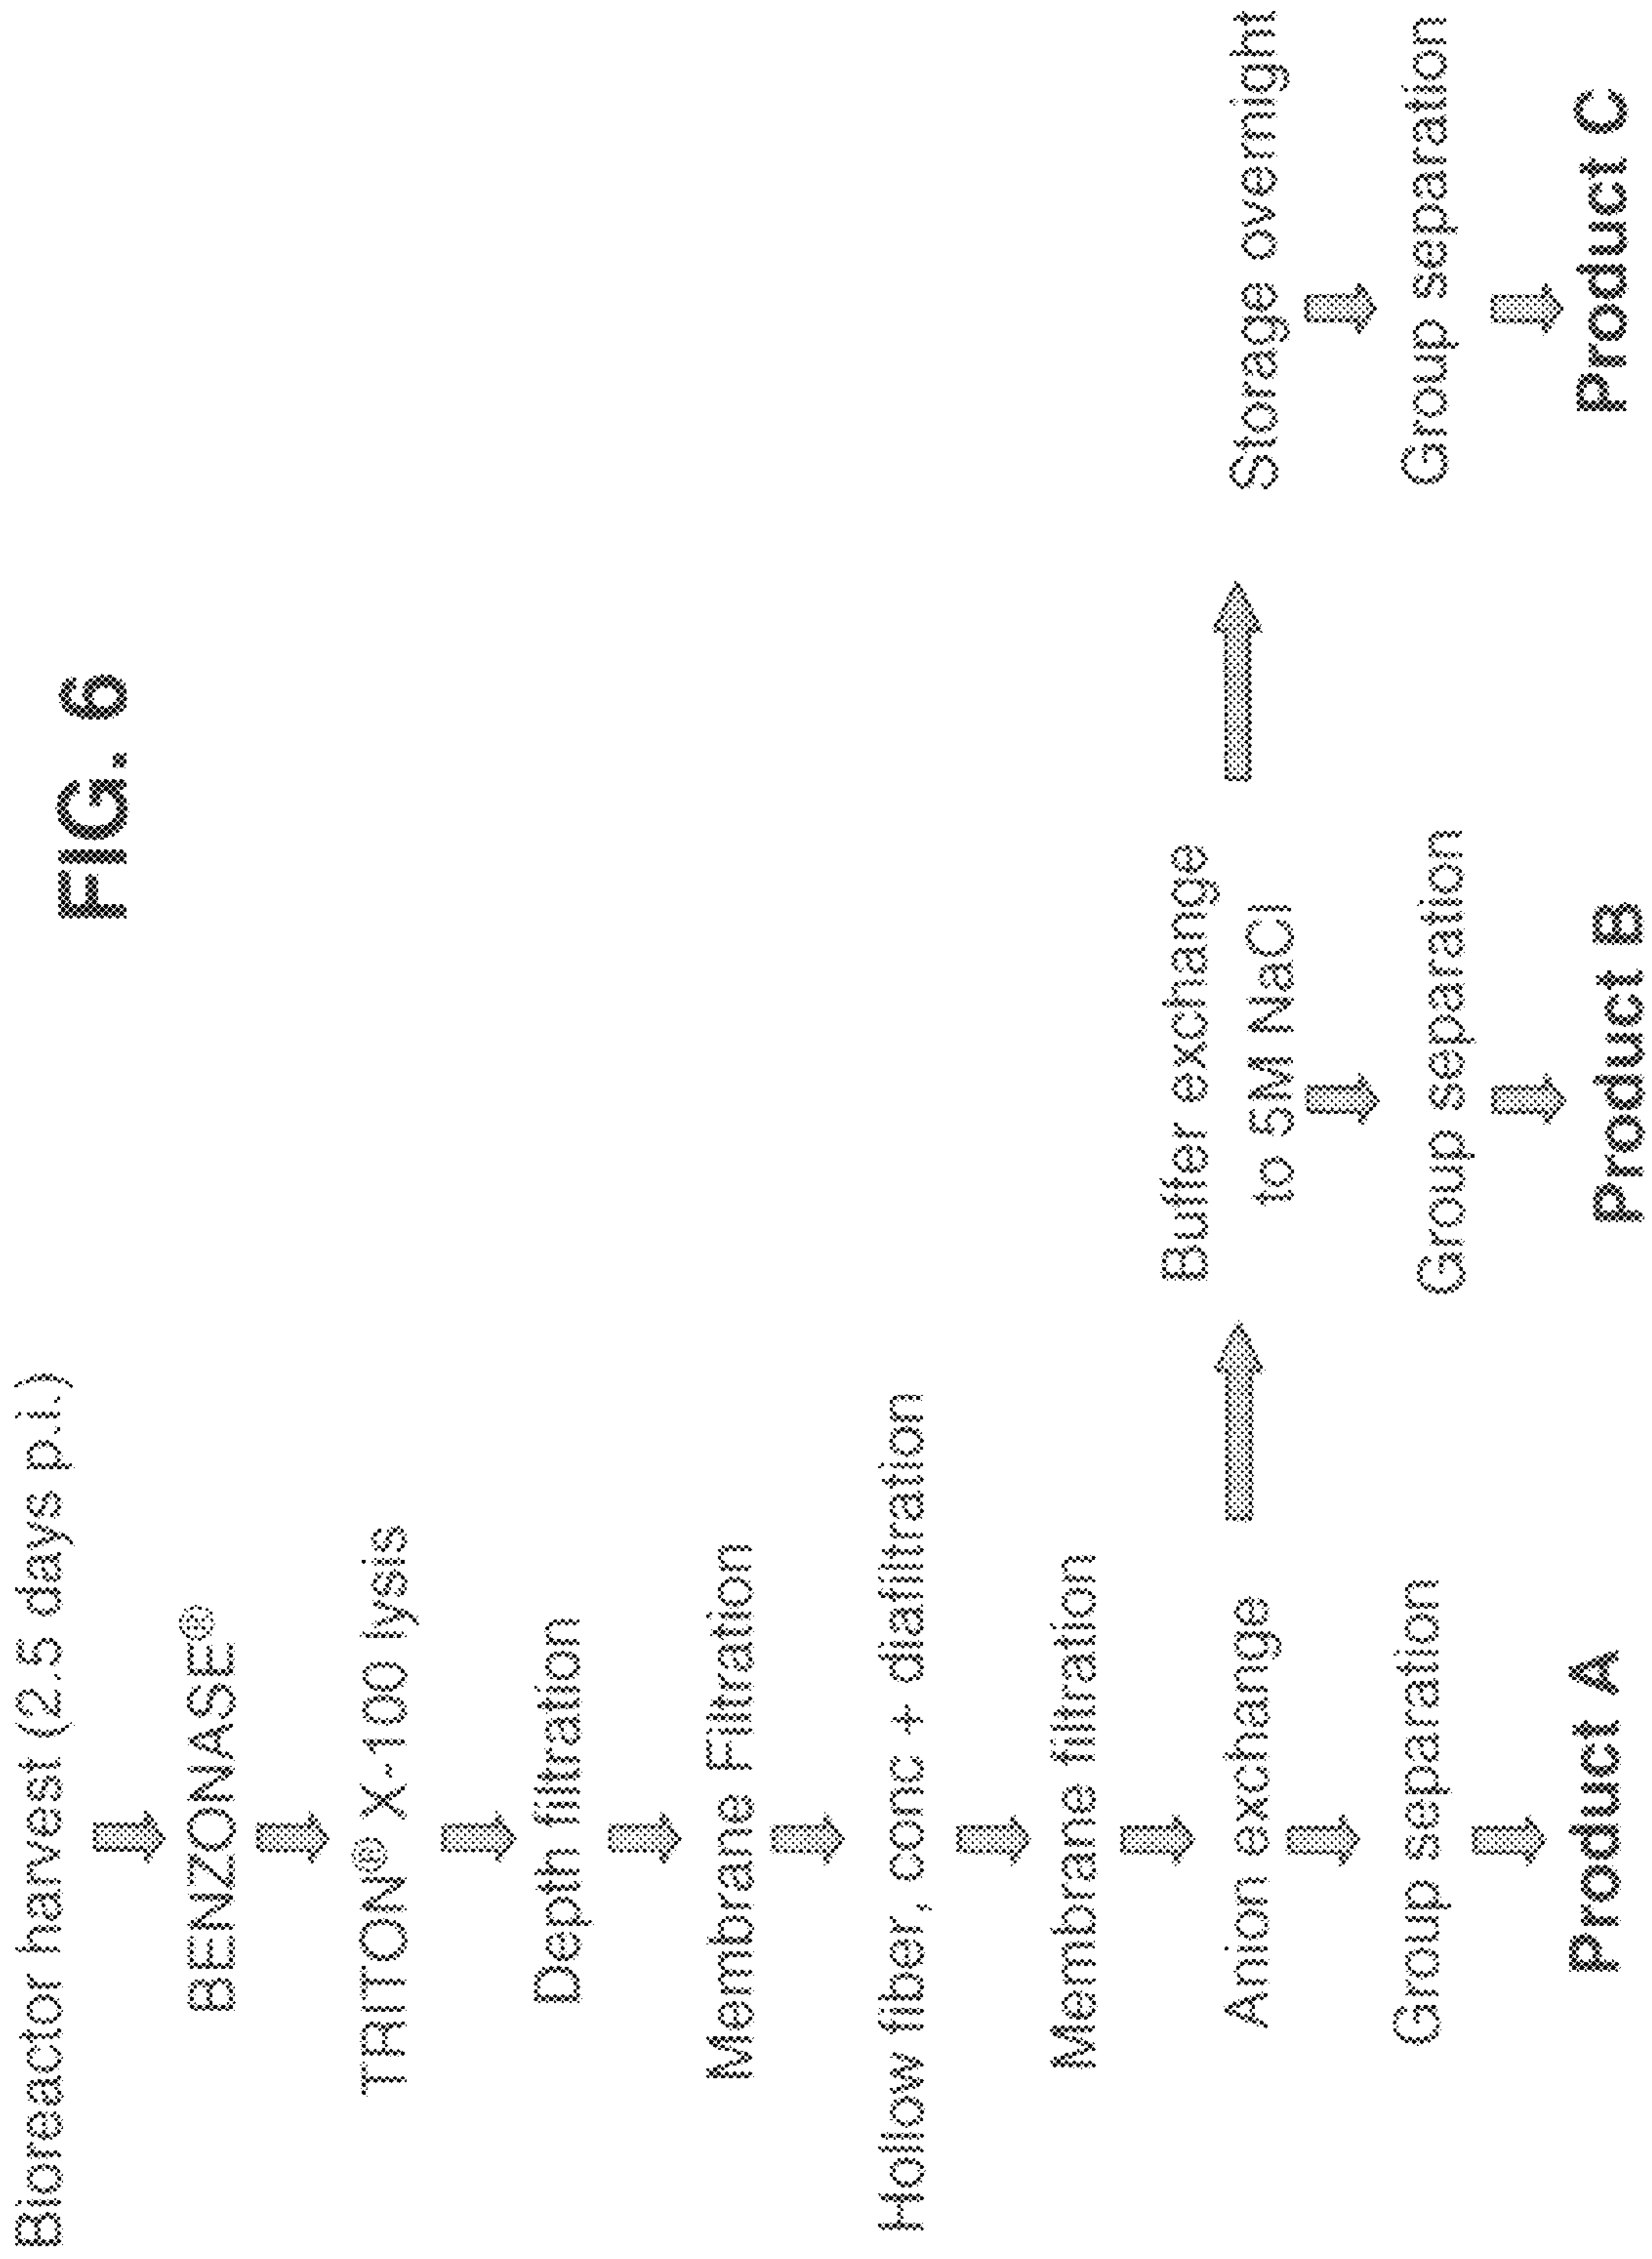 FIG. 6
Bioreactor harvest (2.5 days p.i.)
BENZONASE®
TRITON® X-100 lysis
Depth filtration
Membrane Filtration
Hollow fiber, conc + diafiltration
Membrane filtration
Anion exchange
Group separation
Product A
Buffer exchange
to 5M NaCl
Group separation
Product B
Storage overnight
Group separation
Product C